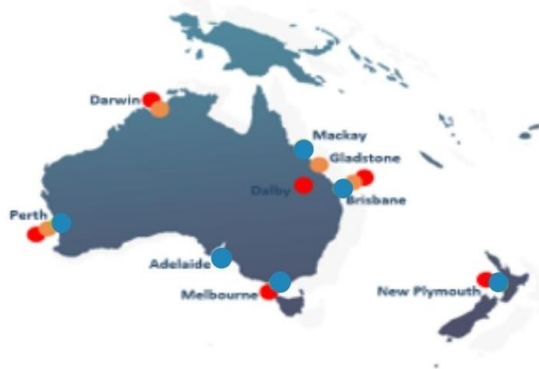 Darwin
Mackay
Gladstone
Dalby
Brisbane
Perth
Adelaide
Melbourne
New Plymouth